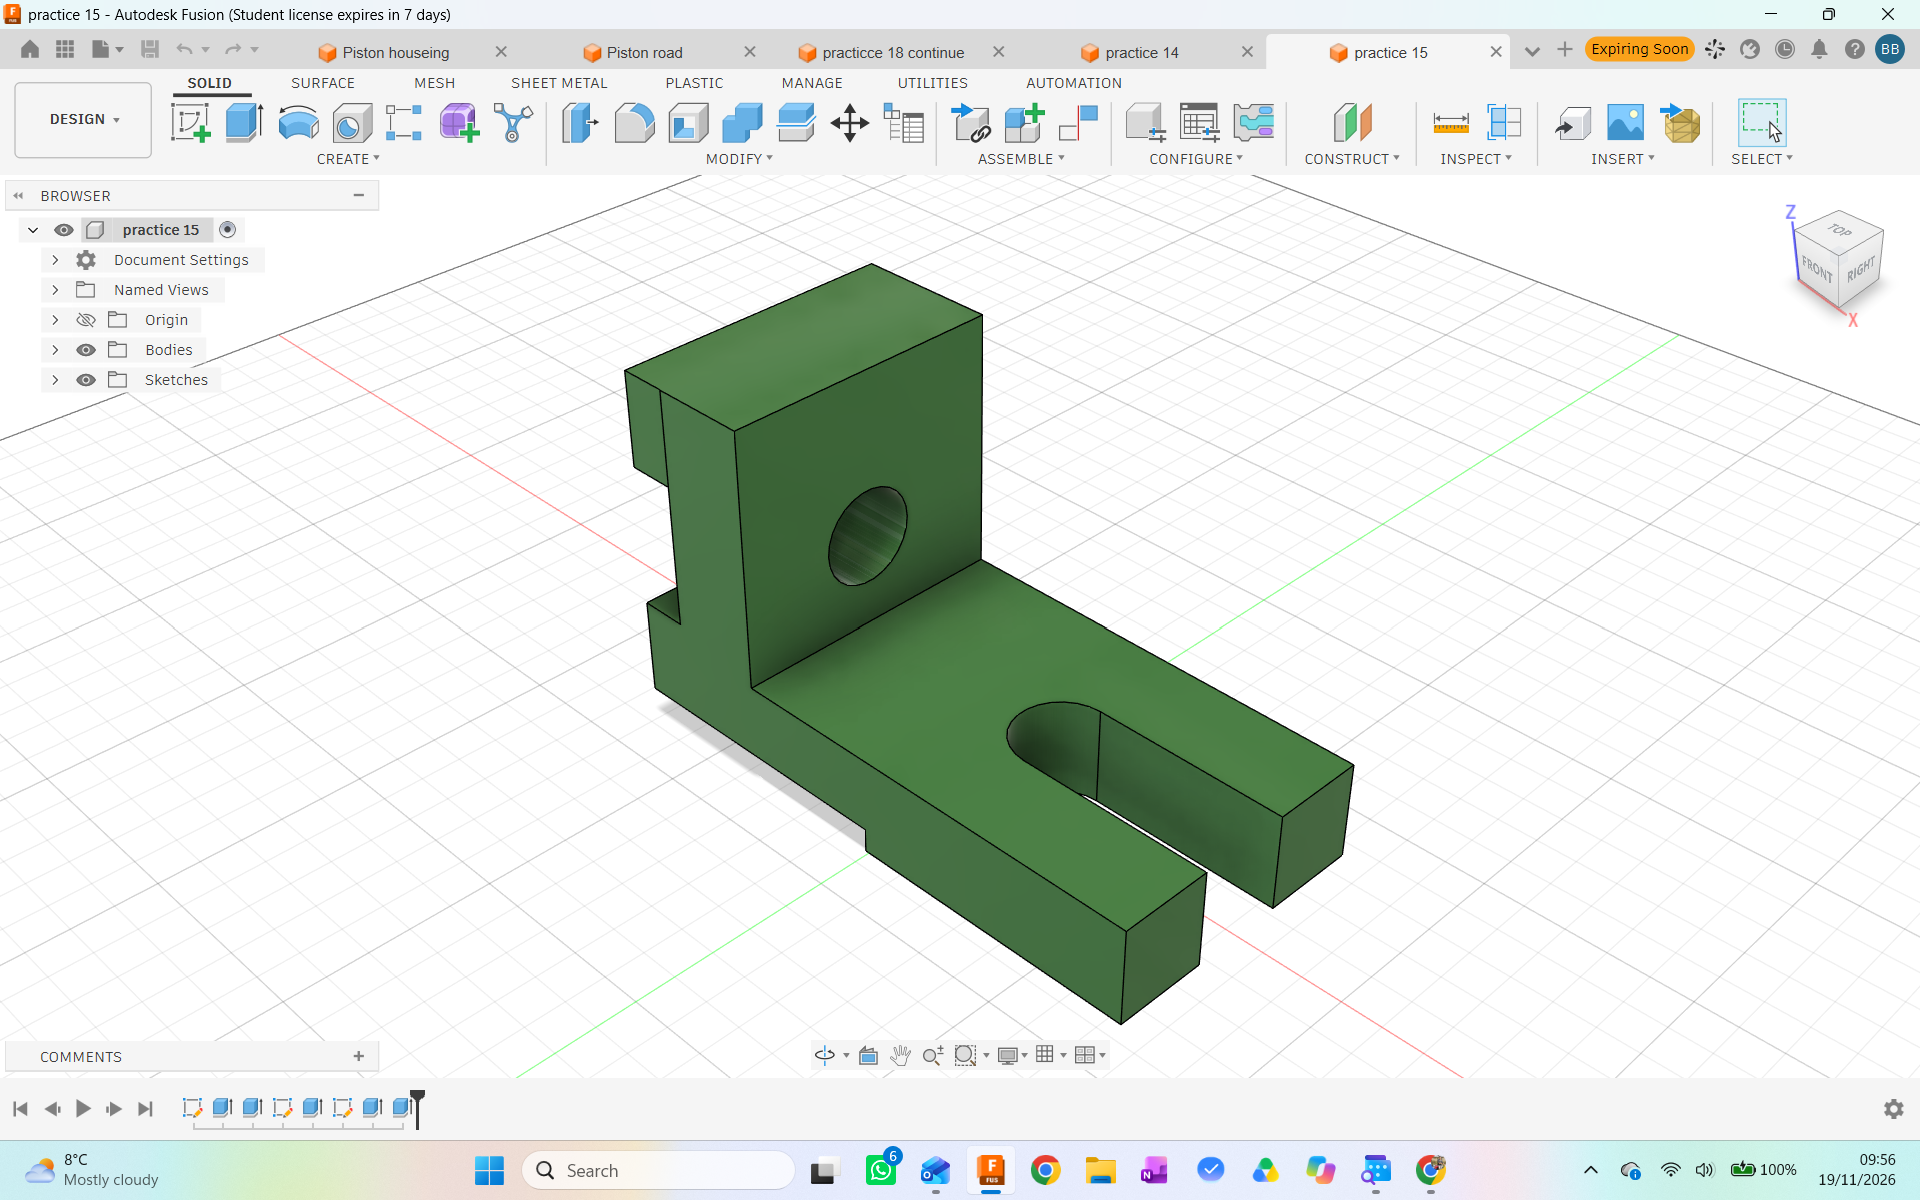 practice 15 - Autodesk Fusion (Student license expires in 7 days)
Piston houseing
Piston road
practicce 18 continue
practice 14
practice 15
Expiring Soon
BB
DESIGN
SOLID
SURFACE
MESH
SHEET METAL
PLASTIC
MANAGE
UTILITIES
AUTOMATION
CREATE
MODIFY
ASSEMBLE
CONFIGURE
CONSTRUCT
INSPECT
INSERT
SELECT
BROWSER
practice 15
Document Settings
Named Views
Origin
Bodies
Sketches
Z
TOP
FRONT
RIGHT
X
COMMENTS
8°C
Mostly cloudy
Search
6
F
FUS
100%
09:56
19/11/2026